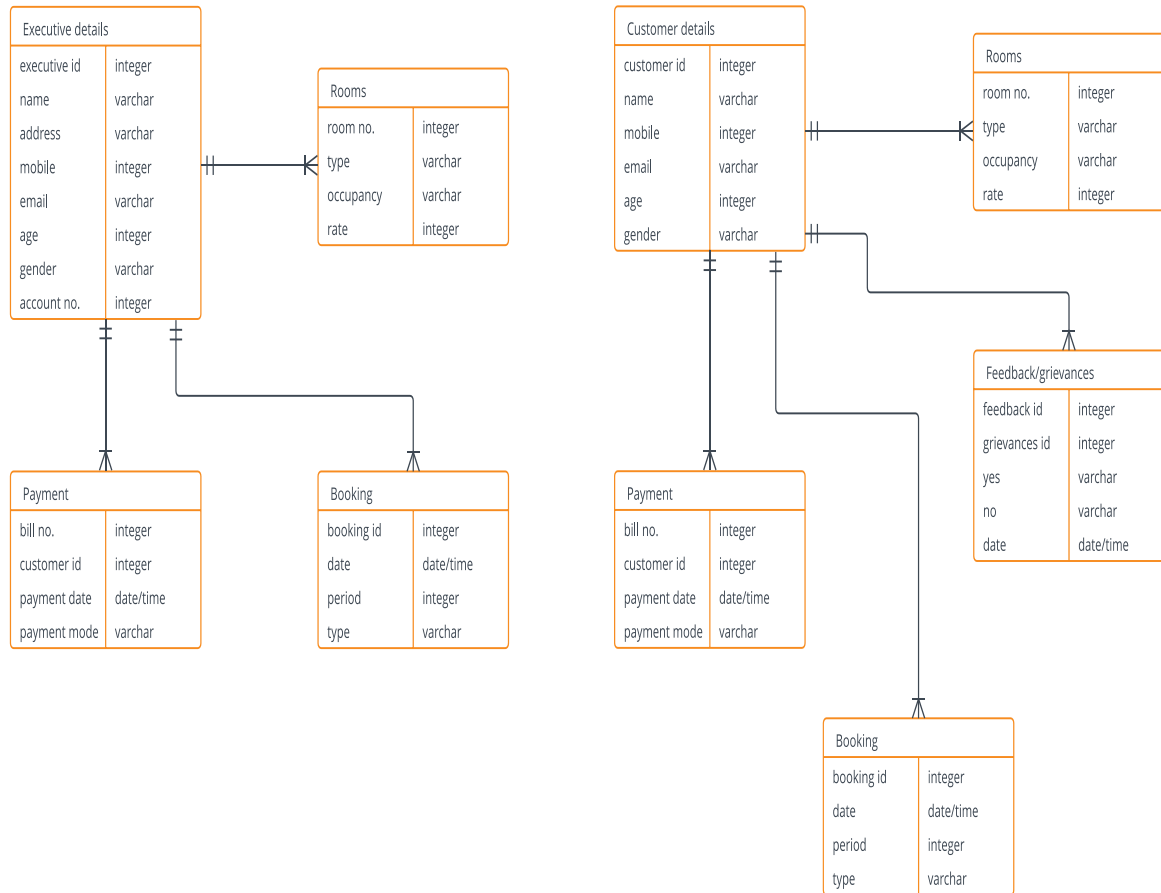 Executive details
executive id integer
name varchar
address varchar
mobile integer
email varchar
age integer
gender varchar
account no. integer
Rooms
room no. integer
type varchar
occupancy varchar
rate integer
Payment
bill no. integer
customer id integer
payment date date/time
payment mode varchar
Booking
booking id integer
date date/time
period integer
type varchar
Customer details
customer id integer
name varchar
mobile integer
email varchar
age integer
gender varchar
Rooms
room no. integer
type varchar
occupancy varchar
rate integer
Feedback/grievances
feedback id integer
grievances id integer
yes varchar
no varchar
date date/time
Payment
bill no. integer
customer id integer
payment date date/time
payment mode varchar
Booking
booking id integer
date date/time
period integer
type varchar